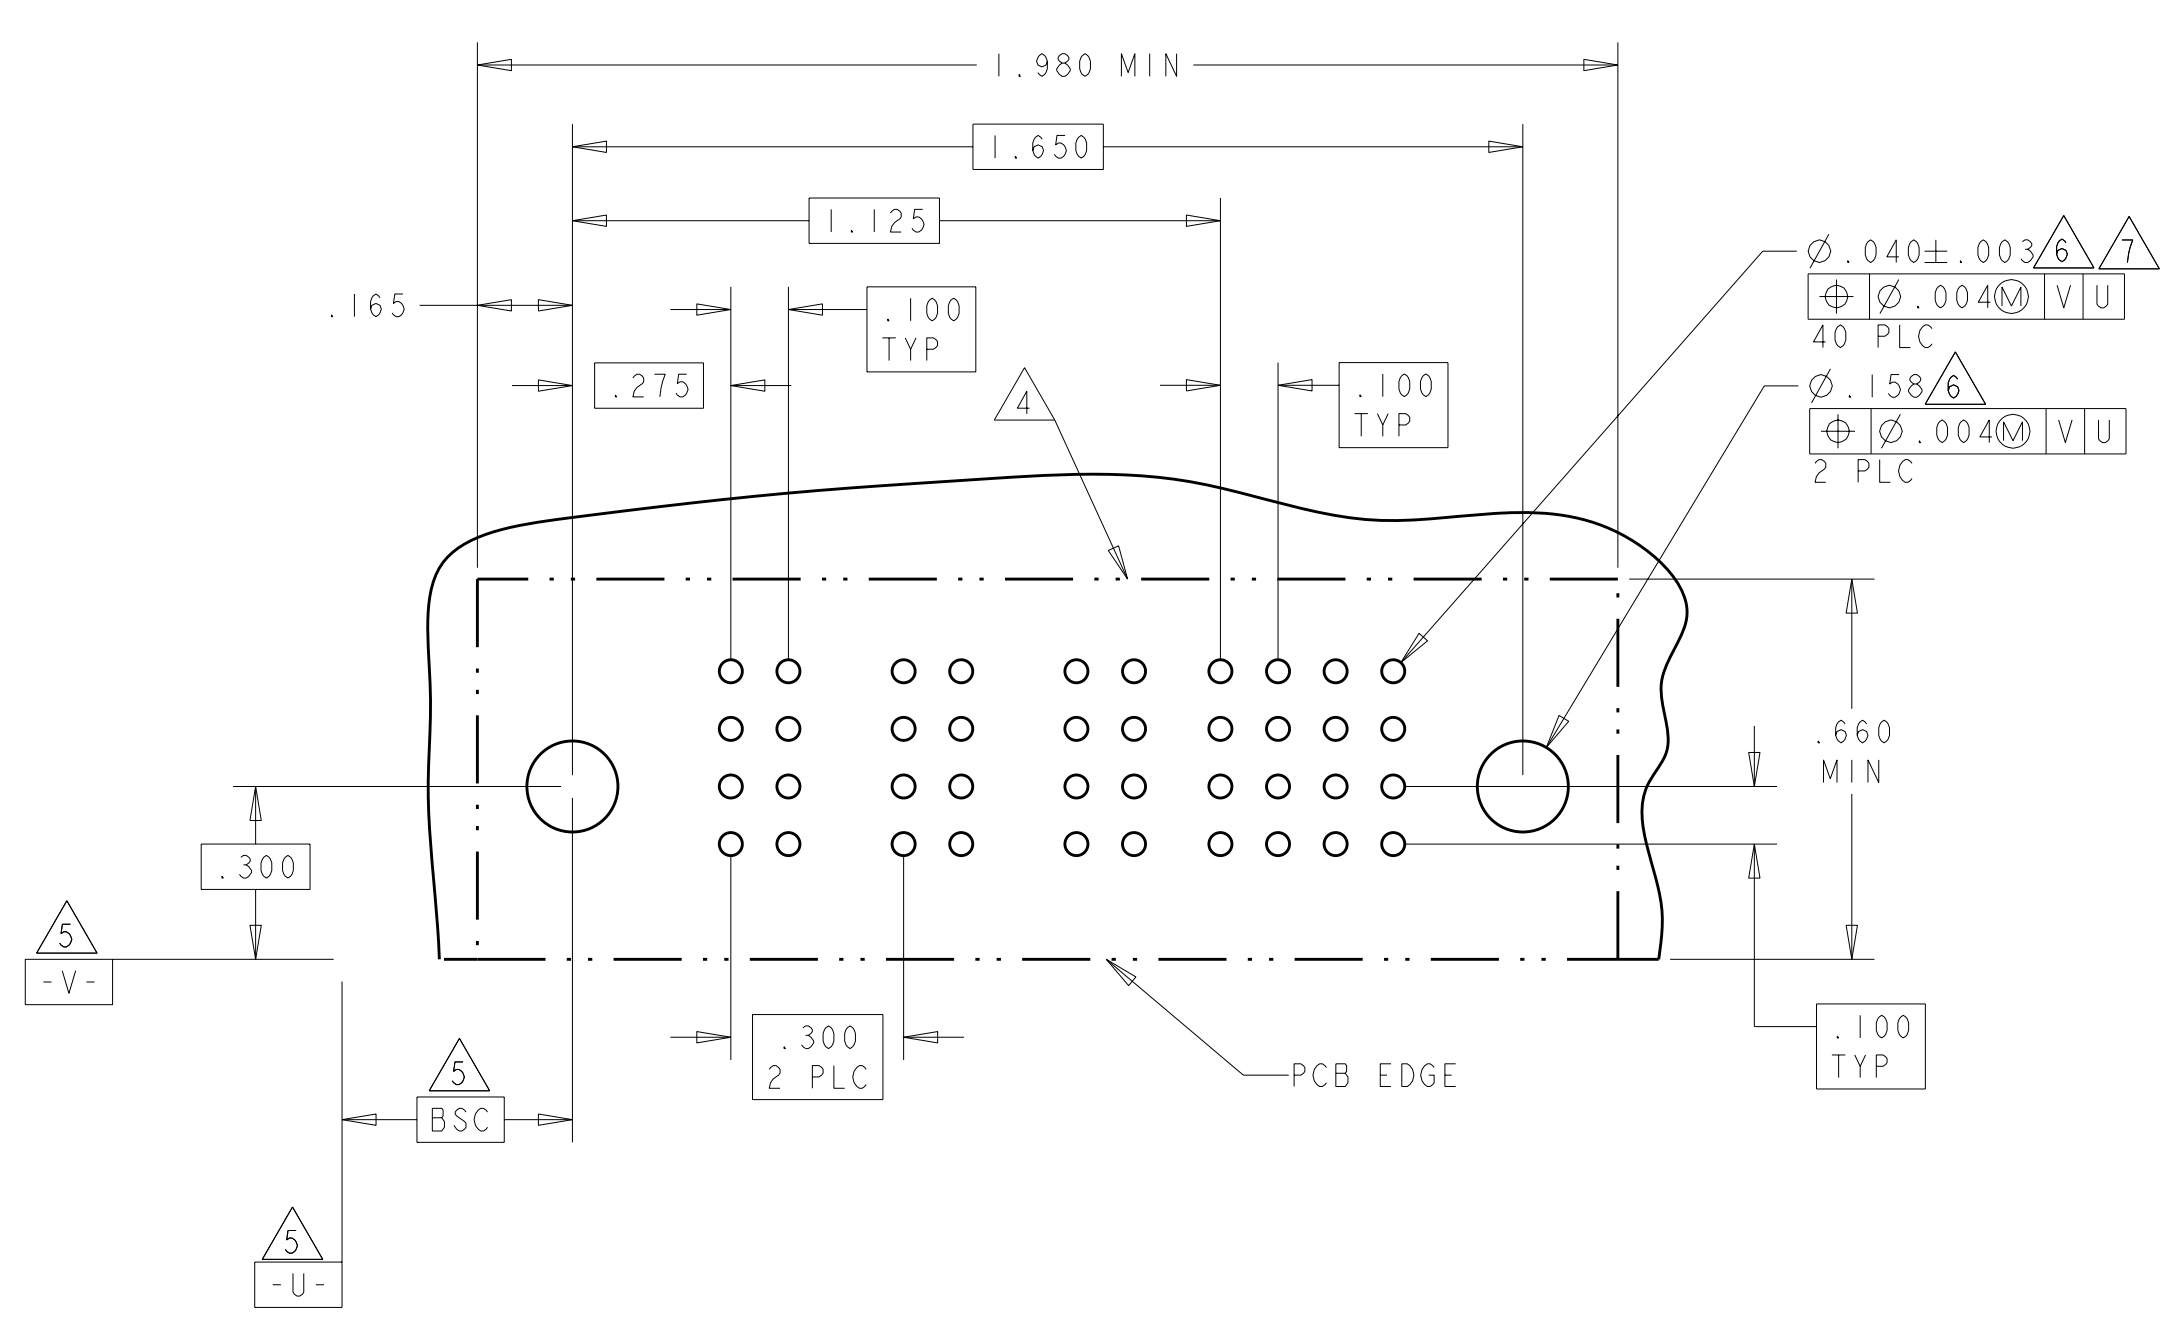 1.980 MIN
1.650
1.125
.165
.100
TYP
.275
.100
TYP
4
Ø.040±.003 6 7
⌖ Ø.004Ⓜ V U
40 PLC
Ø.158 6
⌖ Ø.004Ⓜ V U
2 PLC
.660
MIN
.300
5
-V-
.300
2 PLC
PCB EDGE
.100
TYP
5
BSC
5
-U-